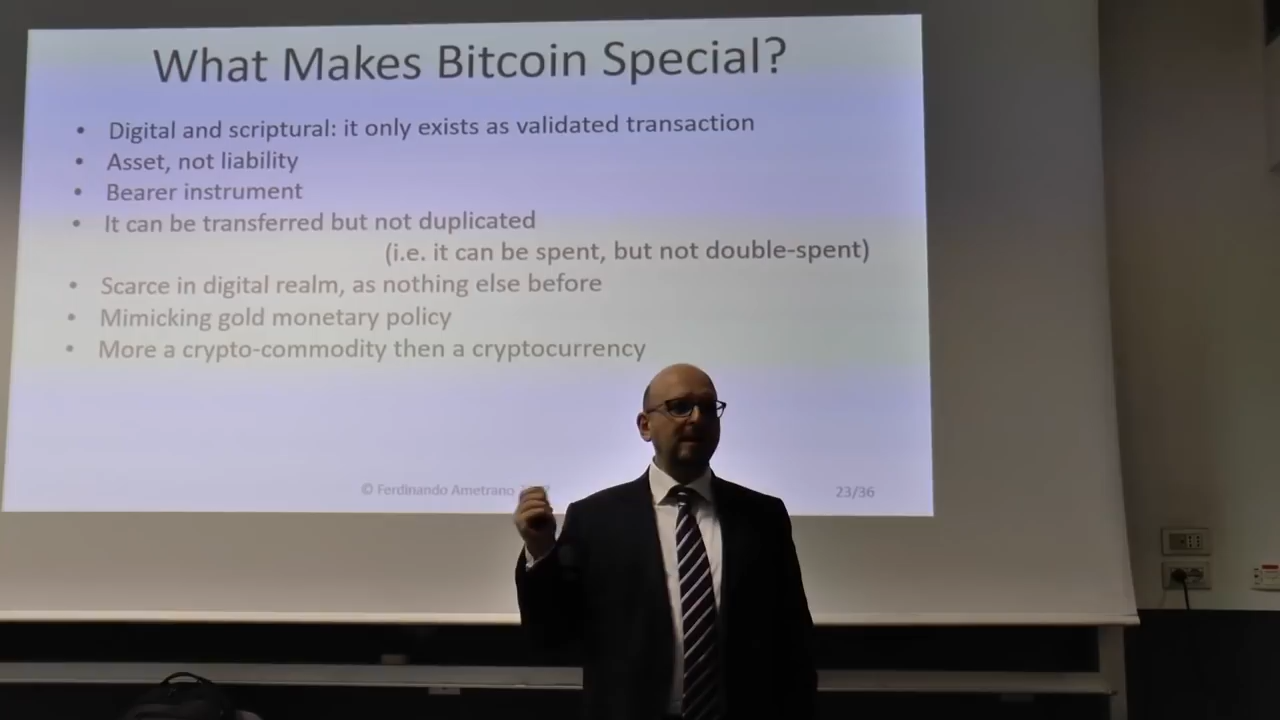 What Makes Bitcoin Special?
• Digital and scriptural: it only exists as validated transaction
• Asset, not liability
• Bearer instrument
• It can be transferred but not duplicated
(i.e. it can be spent, but not double-spent)
• Scarce in digital realm, as nothing else before
• Mimicking gold monetary policy
• More a crypto-commodity then a cryptocurrency
© Ferdinando Ametrano
23/36